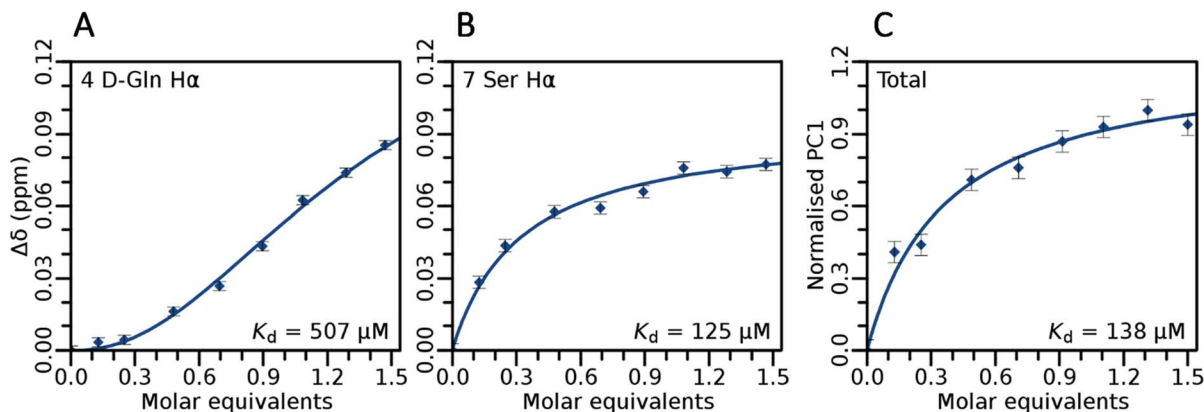 A
B
C
4 D-Gln Hα
7 Ser Hα
Total
Δδ (ppm)
0.12
0.09
0.06
0.03
0.00
0.12
0.09
0.06
0.03
0.00
Normalised PC1
1.2
0.9
0.6
0.3
0.0
Kd = 507 μM
Kd = 125 μM
Kd = 138 μM
0.0 0.3 0.6 0.9 1.2 1.5
0.0 0.3 0.6 0.9 1.2 1.5
0.0 0.3 0.6 0.9 1.2 1.5
Molar equivalents
Molar equivalents
Molar equivalents